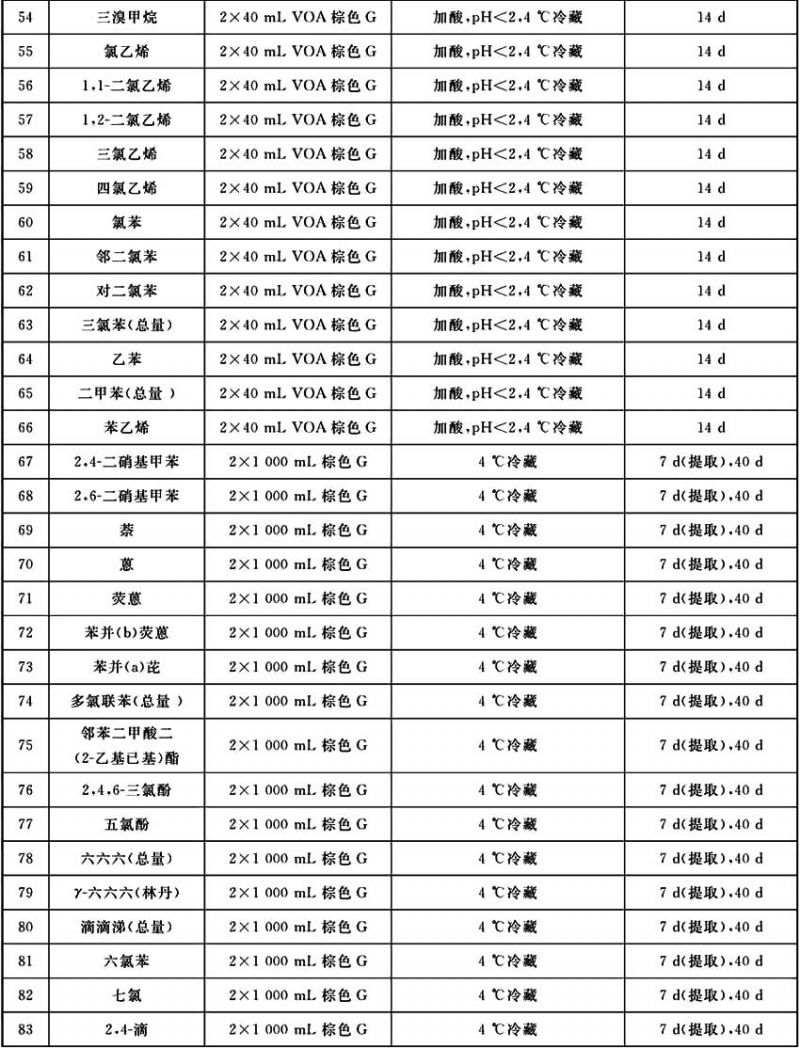 54 三溴甲烷 2×40 mL VOA 棕色 G 加酸,pH<2,4 ℃冷藏 14 d
55 氯乙烯 2×40 mL VOA 棕色 G 加酸,pH<2,4 ℃冷藏 14 d
56 1,1-二氯乙烯 2×40 mL VOA 棕色 G 加酸,pH<2,4 ℃冷藏 14 d
57 1,2-二氯乙烯 2×40 mL VOA 棕色 G 加酸,pH<2,4 ℃冷藏 14 d
58 三氯乙烯 2×40 mL VOA 棕色 G 加酸,pH<2,4 ℃冷藏 14 d
59 四氯乙烯 2×40 mL VOA 棕色 G 加酸,pH<2,4 ℃冷藏 14 d
60 氯苯 2×40 mL VOA 棕色 G 加酸,pH<2,4 ℃冷藏 14 d
61 邻二氯苯 2×40 mL VOA 棕色 G 加酸,pH<2,4 ℃冷藏 14 d
62 对二氯苯 2×40 mL VOA 棕色 G 加酸,pH<2,4 ℃冷藏 14 d
63 三氯苯(总量) 2×40 mL VOA 棕色 G 加酸,pH<2,4 ℃冷藏 14 d
64 乙苯 2×40 mL VOA 棕色 G 加酸,pH<2,4 ℃冷藏 14 d
65 二甲苯(总量) 2×40 mL VOA 棕色 G 加酸,pH<2,4 ℃冷藏 14 d
66 苯乙烯 2×40 mL VOA 棕色 G 加酸,pH<2,4 ℃冷藏 14 d
67 2,4-二硝基甲苯 2×1 000 mL 棕色 G 4 ℃冷藏 7 d(提取),40 d
68 2,6-二硝基甲苯 2×1 000 mL 棕色 G 4 ℃冷藏 7 d(提取),40 d
69 萘 2×1 000 mL 棕色 G 4 ℃冷藏 7 d(提取),40 d
70 蒽 2×1 000 mL 棕色 G 4 ℃冷藏 7 d(提取),40 d
71 荧蒽 2×1 000 mL 棕色 G 4 ℃冷藏 7 d(提取),40 d
72 苯并(b)荧蒽 2×1 000 mL 棕色 G 4 ℃冷藏 7 d(提取),40 d
73 苯并(a)芘 2×1 000 mL 棕色 G 4 ℃冷藏 7 d(提取),40 d
74 多氯联苯(总量) 2×1 000 mL 棕色 G 4 ℃冷藏 7 d(提取),40 d
75 邻苯二甲酸二
(2-乙基已基)酯 2×1 000 mL 棕色 G 4 ℃冷藏 7 d(提取),40 d
76 2,4,6-三氯酚 2×1 000 mL 棕色 G 4 ℃冷藏 7 d(提取),40 d
77 五氯酚 2×1 000 mL 棕色 G 4 ℃冷藏 7 d(提取),40 d
78 六六六(总量) 2×1 000 mL 棕色 G 4 ℃冷藏 7 d(提取),40 d
79 γ-六六六(林丹) 2×1 000 mL 棕色 G 4 ℃冷藏 7 d(提取),40 d
80 滴滴涕(总量) 2×1 000 mL 棕色 G 4 ℃冷藏 7 d(提取),40 d
81 六氯苯 2×1 000 mL 棕色 G 4 ℃冷藏 7 d(提取),40 d
82 七氯 2×1 000 mL 棕色 G 4 ℃冷藏 7 d(提取),40 d
83 2,4-滴 2×1 000 mL 棕色 G 4 ℃冷藏 7 d(提取),40 d